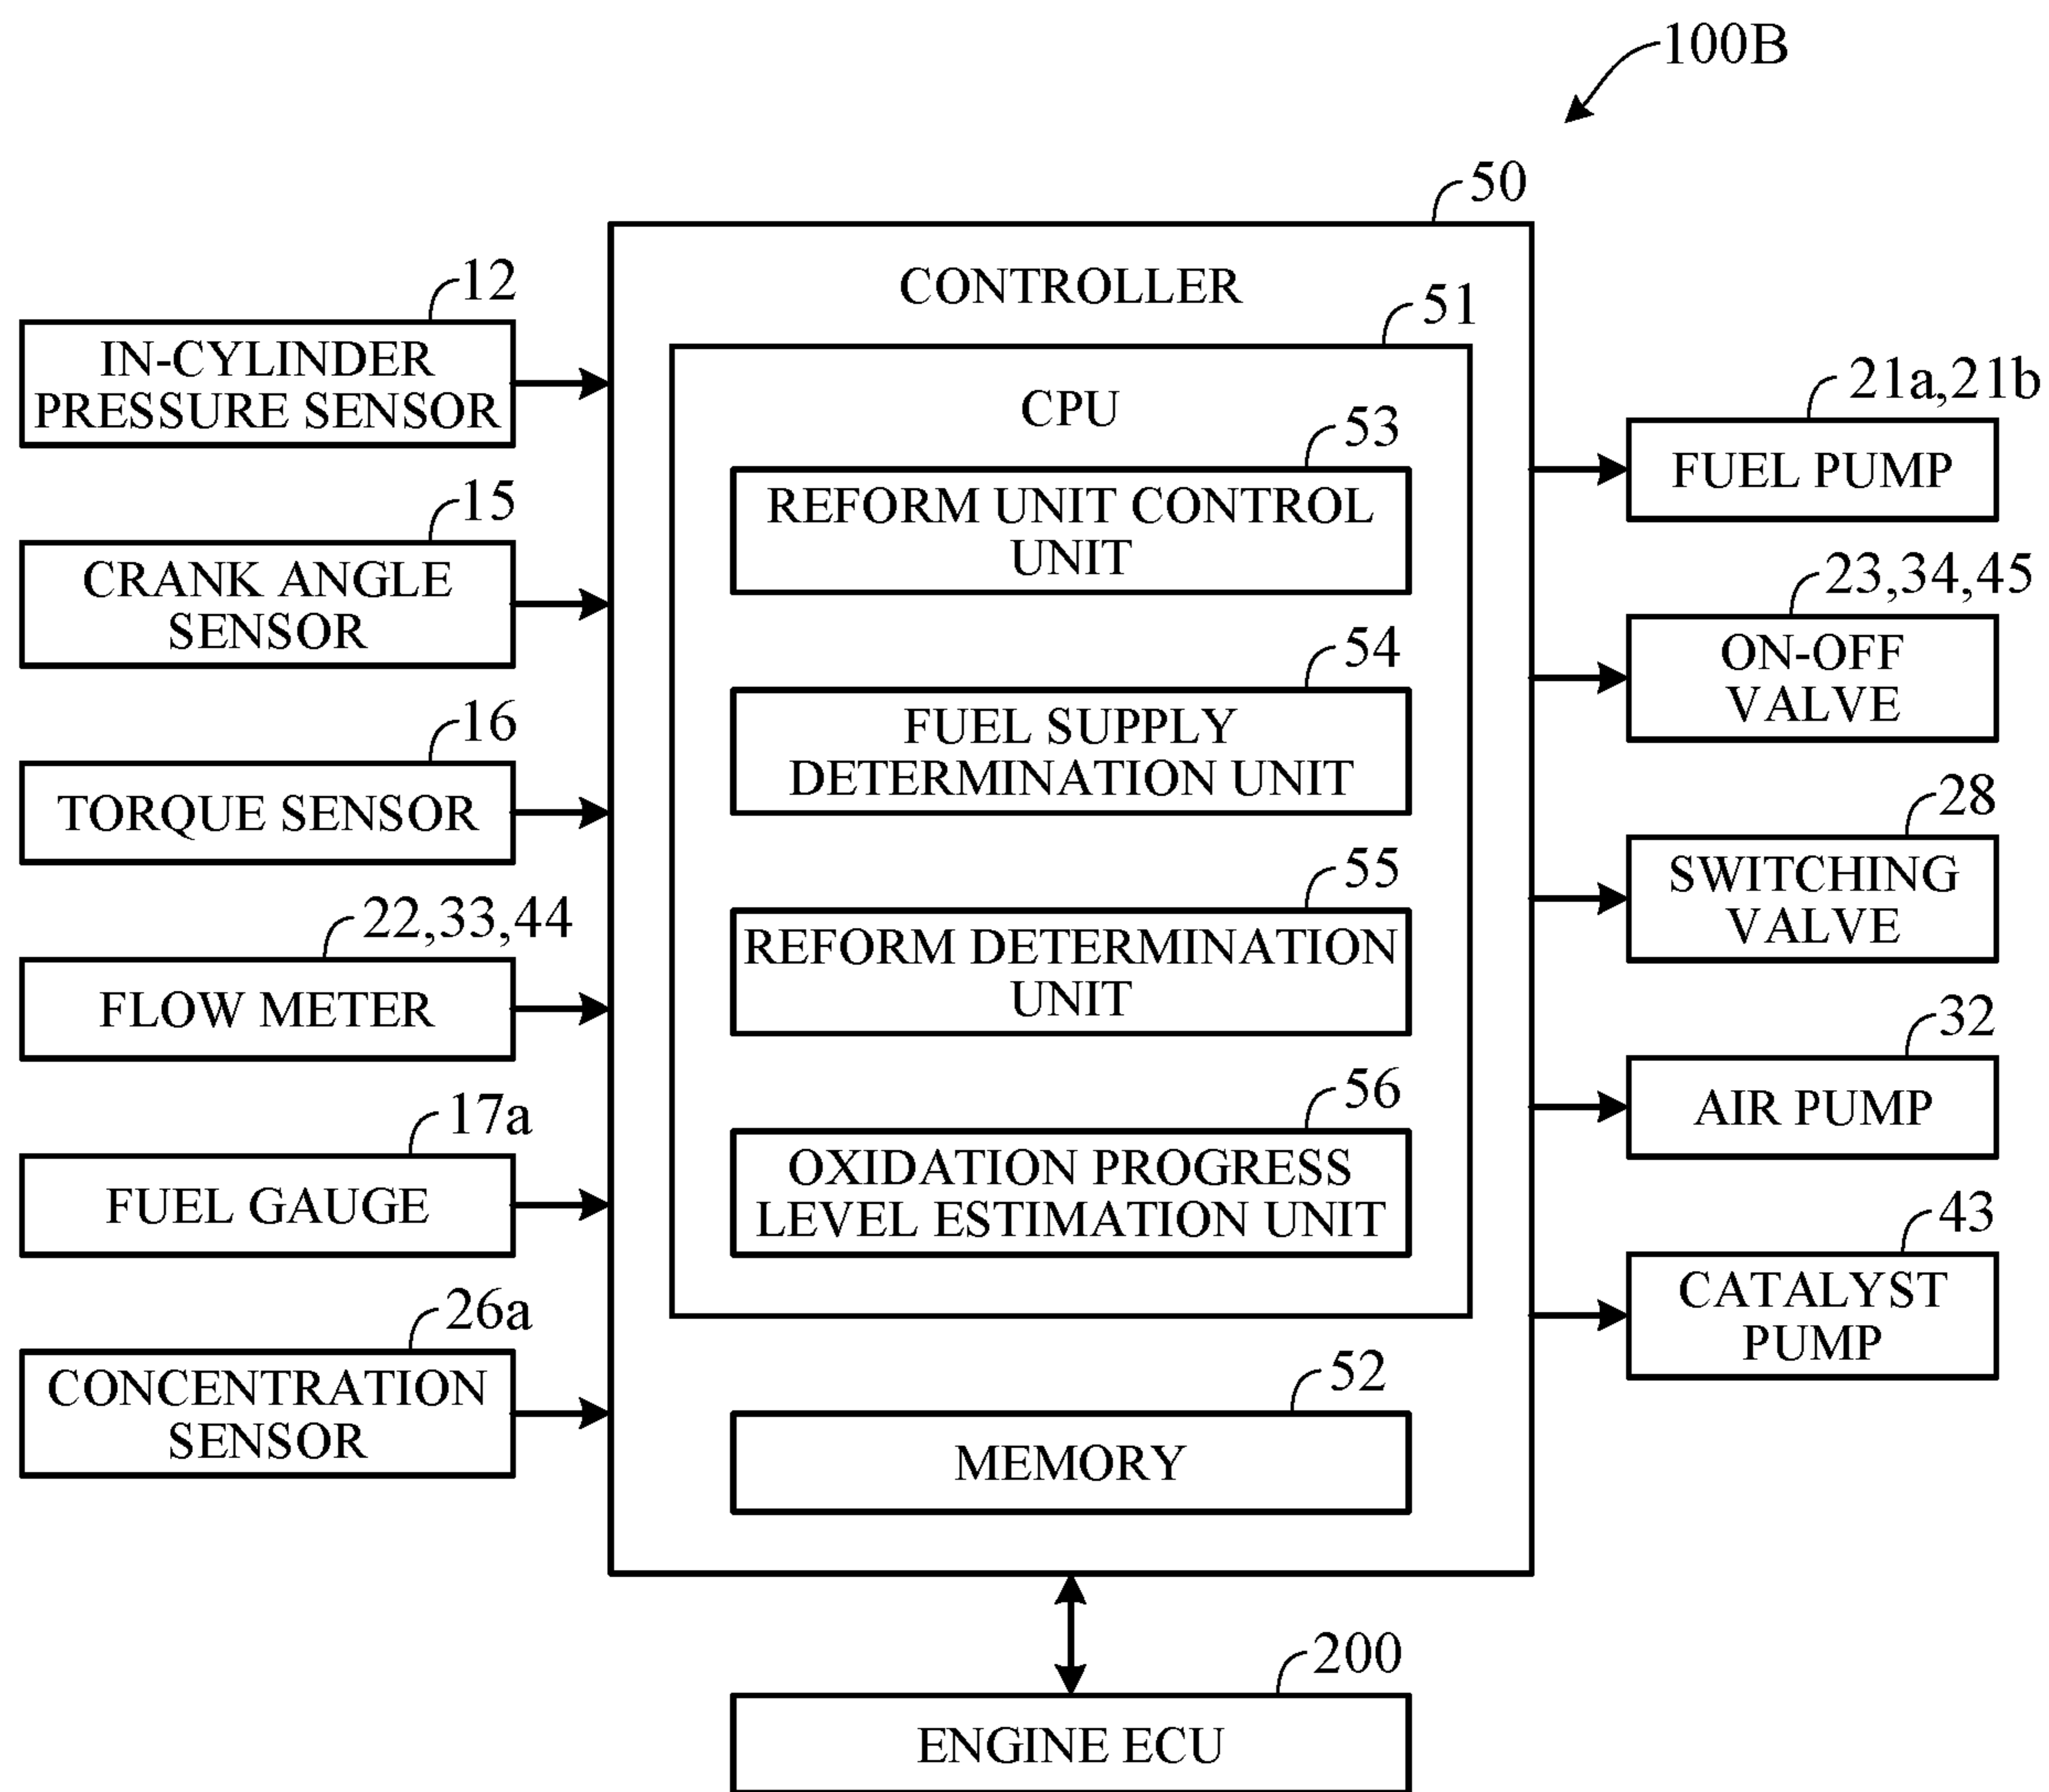 100B
50
CONTROLLER
12
IN-CYLINDER
PRESSURE SENSOR
15
CRANK ANGLE
SENSOR
16
TORQUE SENSOR
22,33,44
FLOW METER
17a
FUEL GAUGE
26a
CONCENTRATION
SENSOR
51
CPU
53
REFORM UNIT CONTROL
UNIT
54
FUEL SUPPLY
DETERMINATION UNIT
55
REFORM DETERMINATION
UNIT
56
OXIDATION PROGRESS
LEVEL ESTIMATION UNIT
52
MEMORY
21a,21b
FUEL PUMP
23,34,45
ON-OFF
VALVE
28
SWITCHING
VALVE
32
AIR PUMP
43
CATALYST
PUMP
200
ENGINE ECU